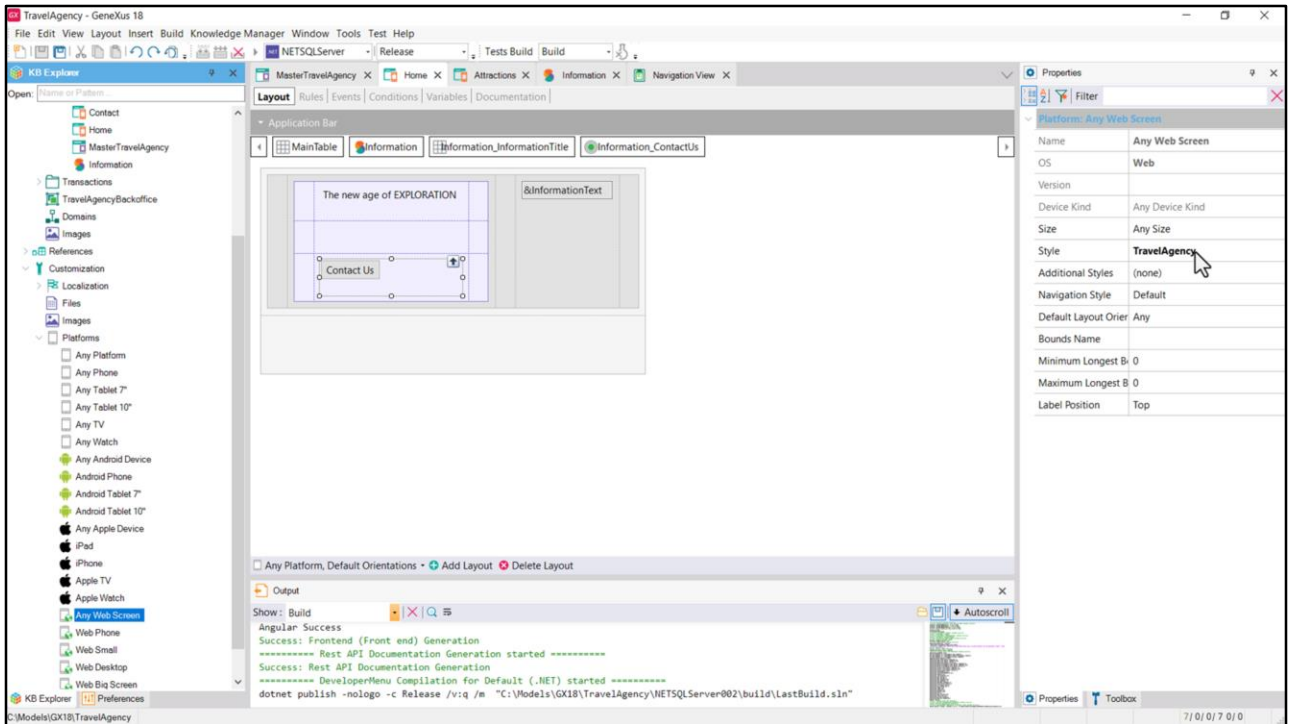 TravelAgency - GeneXus 18
File Edit View Layout Insert Build Knowledge Manager Window Tools Test Help
NETSQLServer Release Tests Build Build
KB Explorer
Open: Name or Pattern...
Contact
Home
MasterTravelAgency
Information
Transactions
TravelAgencyBackoffice
Domains
Images
References
Customization
Localization
Files
Images
Platforms
Any Platform
Any Phone
Any Tablet 7"
Any Tablet 10"
Any TV
Any Watch
Any Android Device
Android Phone
Android Tablet 7"
Android Tablet 10"
Any Apple Device
iPad
iPhone
Apple TV
Apple Watch
Any Web Screen
Web Phone
Web Small
Web Desktop
Web Big Screen
KB Explorer Preferences
C:\Models\GX18\TravelAgency
MasterTravelAgency X Home X Attractions X Information X Navigation View X
Layout Rules Events Conditions Variables Documentation
Application Bar
MainTable Information Information_InformationTitle Information_ContactUs
The new age of EXPLORATION
&InformationText
Contact Us
Any Platform, Default Orientations Add Layout Delete Layout
Output
Show: Build Autoscroll
Angular Success
Success: Frontend (Front end) Generation
========== Rest API Documentation Generation started ==========
Success: Rest API Documentation Generation
========== DeveloperMenu Compilation for Default (.NET) started ==========
dotnet publish -nologo -c Release /v:q /m "C:\Models\GX18\TravelAgency\NETSQLServer002\build\LastBuild.sln"
Properties
Filter
Platform: Any Web Screen
Name Any Web Screen
OS Web
Version
Device Kind Any Device Kind
Size Any Size
Style TravelAgency
Additional Styles (none)
Navigation Style Default
Default Layout Orier Any
Bounds Name
Minimum Longest B 0
Maximum Longest B 0
Label Position Top
Properties Toolbox
7/0/0/7 0/0